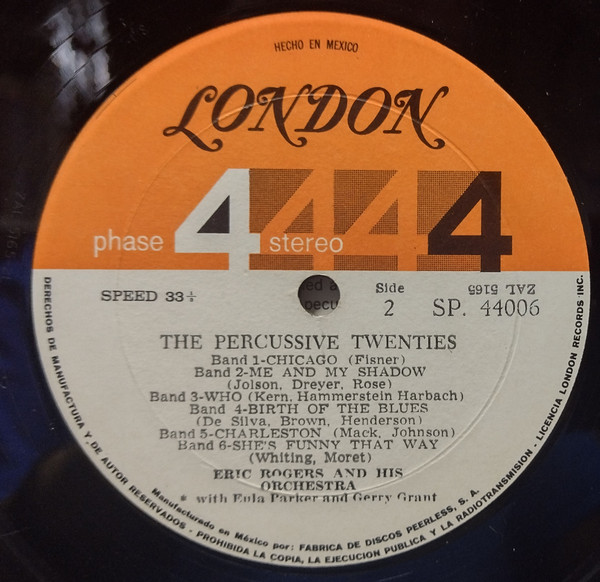 HECHO EN MEXICO
LONDON
phase 4 stereo 4 4 4
SPEED 33⅓
Side 2
ZAL 5165
SP. 44006
THE PERCUSSIVE TWENTIES
Band 1-CHICAGO (Fisner)
Band 2-ME AND MY SHADOW
(Jolson, Dreyer, Rose)
Band 3-WHO (Kern, Hammerstein Harbach)
Band 4-BIRTH OF THE BLUES
(De Silva, Brown, Henderson)
Band 5-CHARLESTON (Mack, Johnson)
Band 6-SHE'S FUNNY THAT WAY
(Whiting, Moret)
ERIC ROGERS AND HIS
ORCHESTRA
* with Eula Parker and Gerry Grant
Manufacturado en México por: FABRICA DE DISCOS PEERLESS, S. A.
DERECHOS DE MANUFACTURA Y DE AUTOR RESERVADOS - PROHIBIDA LA COPIA, LA EJECUCION PUBLICA Y LA RADIOTRANSMISION - LICENCIA LONDON RECORDS INC.